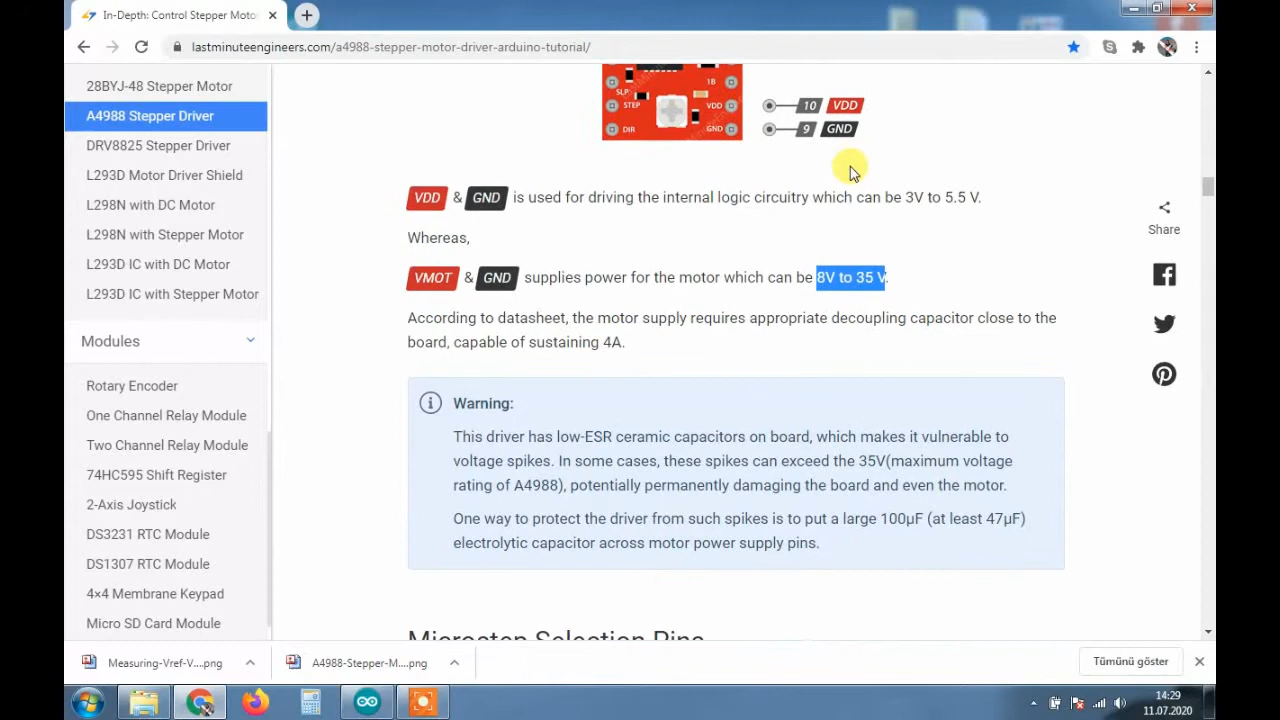 In-Depth: Control Stepper Moto
lastminuteengineers.com/a4988-stepper-motor-driver-arduino-tutorial/
28BYJ-48 Stepper Motor
A4988 Stepper Driver
DRV8825 Stepper Driver
L293D Motor Driver Shield
L298N with DC Motor
L298N with Stepper Motor
L293D IC with DC Motor
L293D IC with Stepper Motor
Modules
Rotary Encoder
One Channel Relay Module
Two Channel Relay Module
74HC595 Shift Register
2-Axis Joystick
DS3231 RTC Module
DS1307 RTC Module
4×4 Membrane Keypad
Micro SD Card Module
SLP 1B
STEP VDD 10 VDD
DIR GND 9 GND
VDD & GND is used for driving the internal logic circuitry which can be 3V to 5.5 V.
Whereas,
VMOT & GND supplies power for the motor which can be 8V to 35 V.
According to datasheet, the motor supply requires appropriate decoupling capacitor close to the
board, capable of sustaining 4A.
Warning:
This driver has low-ESR ceramic capacitors on board, which makes it vulnerable to
voltage spikes. In some cases, these spikes can exceed the 35V(maximum voltage
rating of A4988), potentially permanently damaging the board and even the motor.
One way to protect the driver from such spikes is to put a large 100μF (at least 47μF)
electrolytic capacitor across motor power supply pins.
Microstep Selection Pins
Share
Measuring-Vref-V....png
A4988-Stepper-M....png
Tümünü göster
14:29
11.07.2020